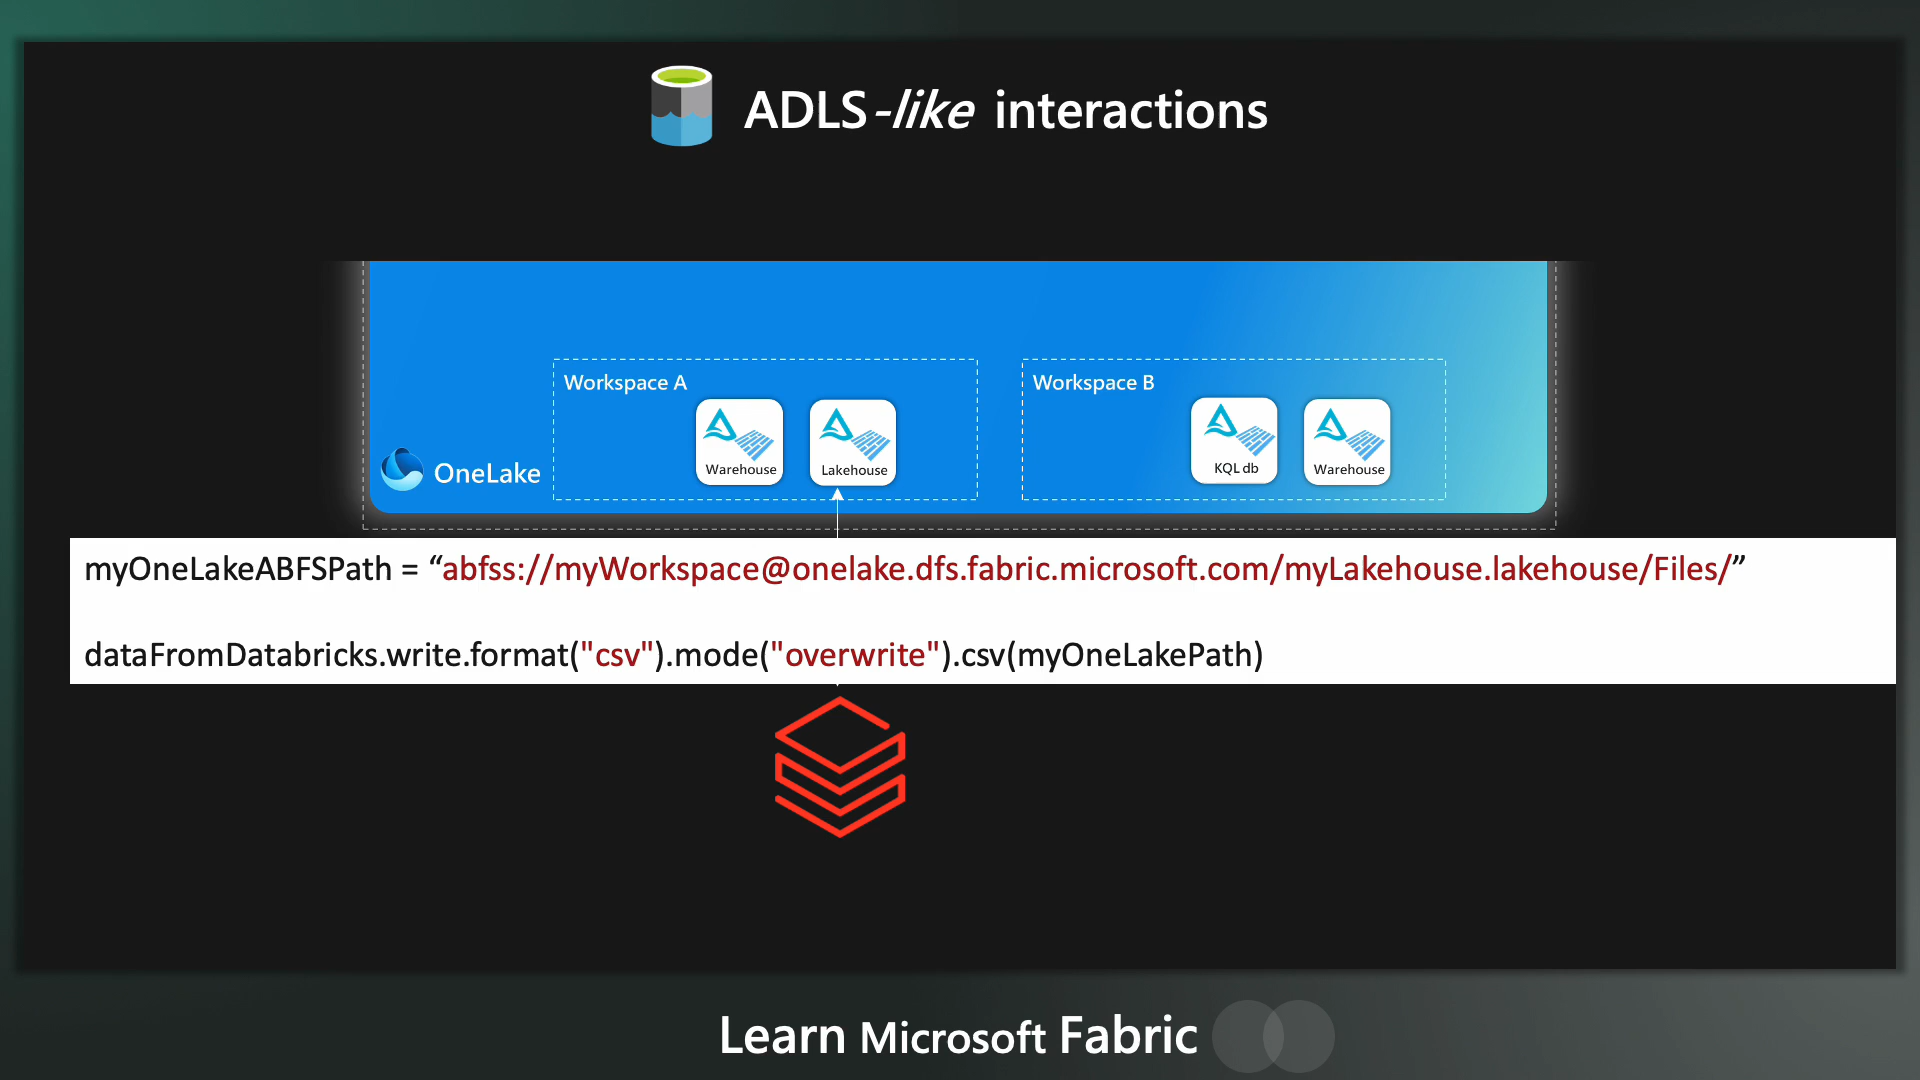 ADLS-like interactions
Workspace A
Workspace B
Warehouse
Lakehouse
KQL db
Warehouse
OneLake
myOneLakeABFSPath = “abfss://myWorkspace@onelake.dfs.fabric.microsoft.com/myLakehouse.lakehouse/Files/”
dataFromDatabricks.write.format("csv").mode("overwrite").csv(myOneLakePath)
Learn Microsoft Fabric